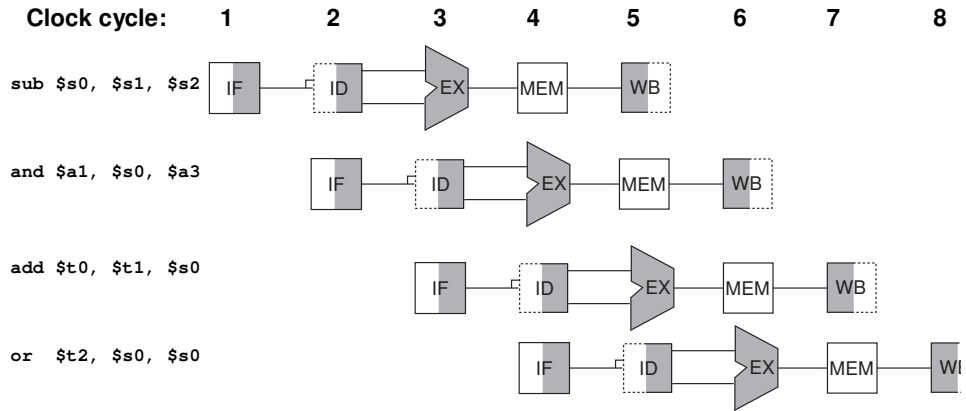 Clock cycle: 1 2 3 4 5 6 7 8
sub $s0, $s1, $s2 IF ID EX MEM WB
and $a1, $s0, $a3 IF ID EX MEM WB
add $t0, $t1, $s0 IF ID EX MEM WB
or $t2, $s0, $s0 IF ID EX MEM WB